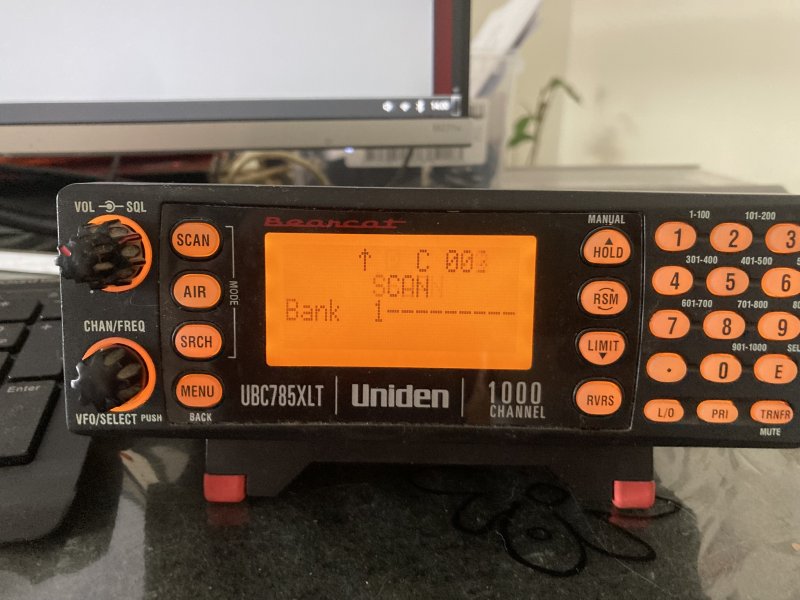 14:00
VOL SQL
Bearcat
MANUAL
1-100 101-200
SCAN
↑ C 003
HOLD
1 2 3
AIR
MODE
SCAN
Bank 1---------
RSM
301-400 401-500
4 5 6
CHAN/FREQ
SRCH
LIMIT
601-700 701-800
7 8 9
MENU
BACK
UBC785XLT
Uniden
1000
CHANNEL
RVRS
901-1000
. 0 E
VFO/SELECT PUSH
L/O PRI TRNFR
MUTE
Enter